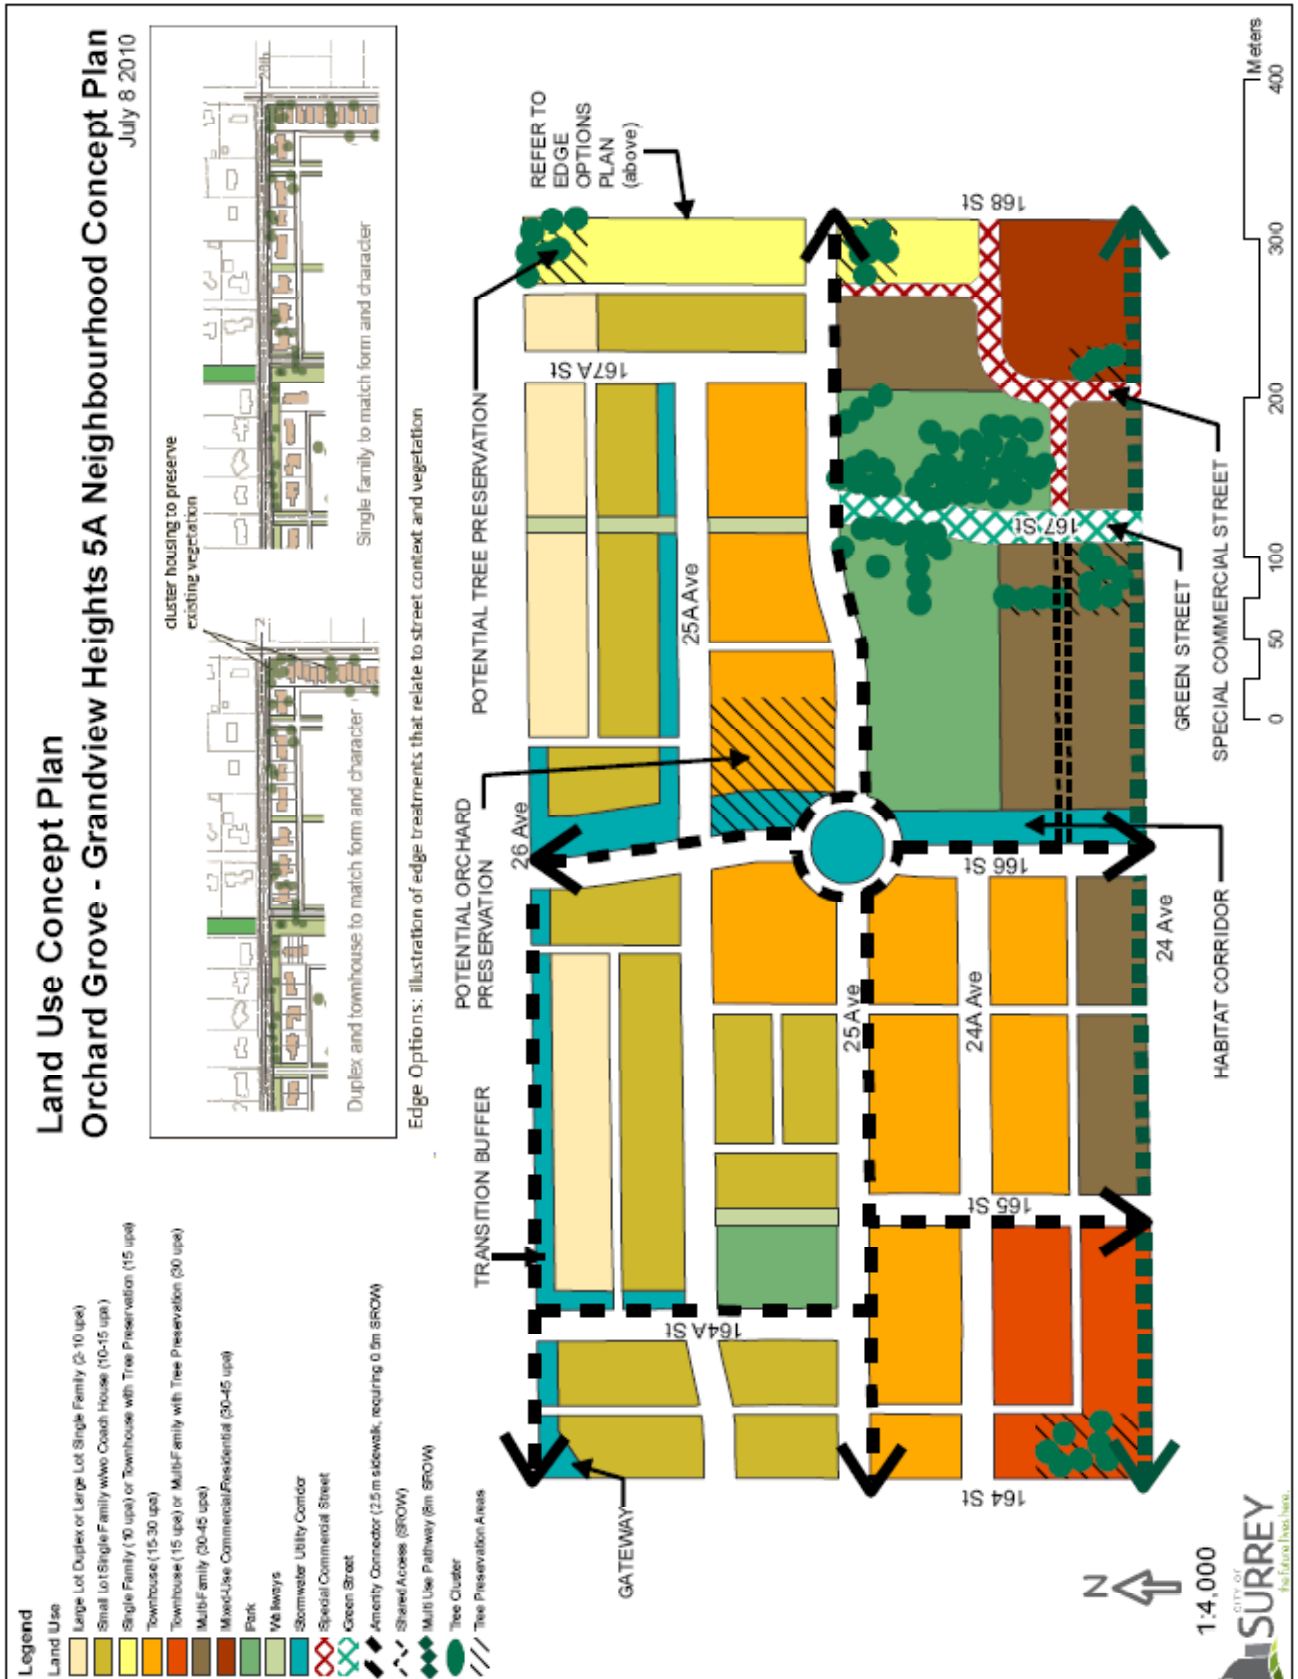 Land Use Concept Plan
Orchard Grove - Grandview Heights 5A Neighbourhood Concept Plan
July 8 2010
cluster housing to preserve
existing vegetation
20th
Duplex and townhouse to match form and character
Single family to match form and character
Edge Options: illustration of edge treatments that relate to street context and vegetation
Legend
Land Use
Large Lot Duplex or Large Lot Single Family (2-10 upa)
Small Lot Single Family w/wo Coach House (10-15 upa)
Single Family (10 upa) or Townhouse with Tree Preservation (15 upa)
Townhouse (15-30 upa)
Townhouse (15 upa) or Multi-Family with Tree Preservation (30 upa)
Multi-Family (30-45 upa)
Mixed-Use Commercial/Residential (30-45 upa)
Park
Walkways
Stormwater Utility Corridor
Special Commercial Street
Green Street
Amenity Connector (2.5 m sidewalk, requiring 0.5m SROW)
Shared Access (SROW)
Multi Use Pathway (8m SROW)
Tree Cluster
Tree Preservation Areas
GATEWAY
TRANSITION BUFFER
POTENTIAL ORCHARD
PRESERVATION
POTENTIAL TREE PRESERVATION
REFER TO
EDGE
OPTIONS
PLAN
(above)
26 Ave
167A St
25A Ave
164A St
25 Ave
24A Ave
168 St
167 St
166 St
165 St
164 St
24 Ave
HABITAT CORRIDOR
GREEN STREET
SPECIAL COMMERCIAL STREET
N
1:4,000
0
50
100
200
300
400
Meters
CITY OF
SURREY
the future lives here.